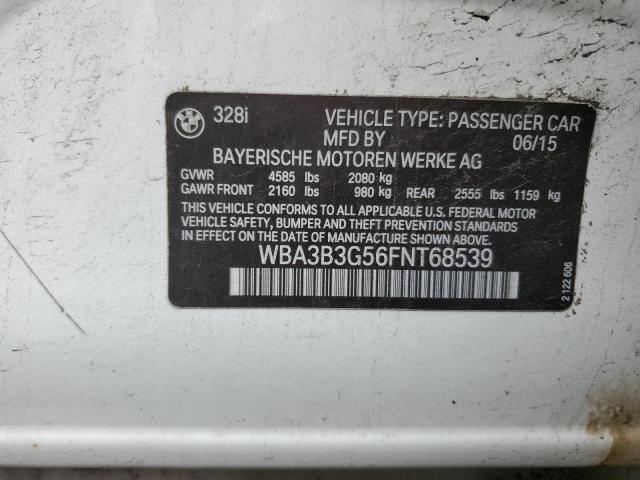 328i VEHICLE TYPE: PASSENGER CAR
MFD BY 06/15
BAYERISCHE MOTOREN WERKE AG
GVWR 4585 lbs 2080 kg
GAWR FRONT 2160 lbs 980 kg REAR 2555 lbs 1159 kg
THIS VEHICLE CONFORMS TO ALL APPLICABLE U.S. FEDERAL MOTOR
VEHICLE SAFETY, BUMPER AND THEFT PREVENTION STANDARDS
IN EFFECT ON THE DATE OF MANUFACTURE SHOWN ABOVE.
WBA3B3G56FNT68539
2 122 606